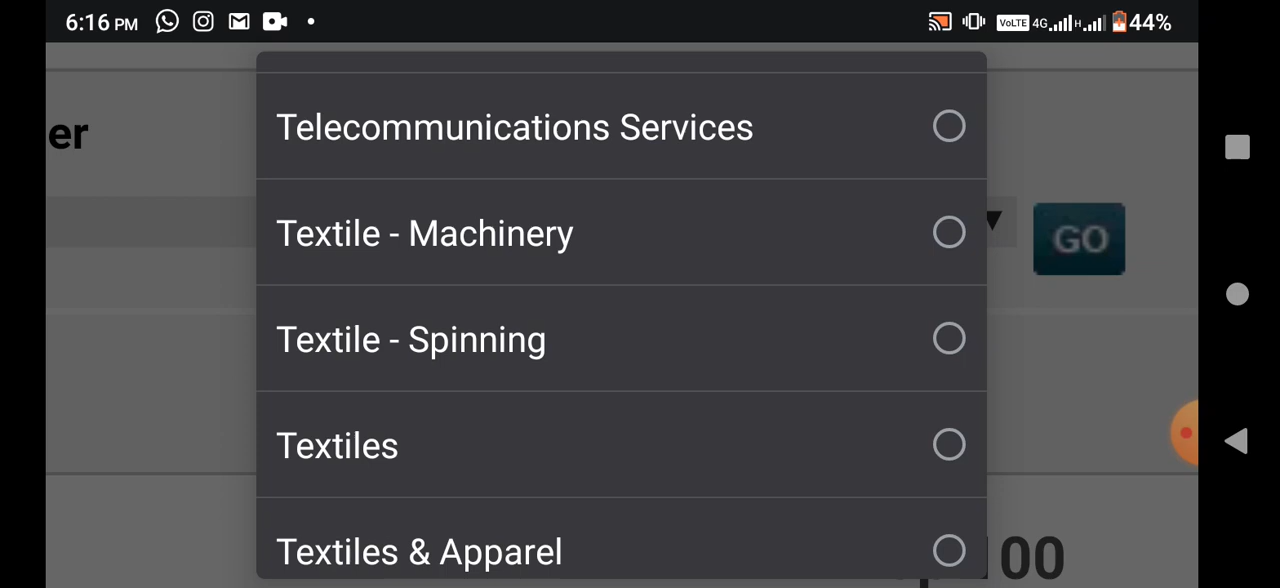 6:16 PM VoLTE 4G H 44%
er
Telecommunications Services
Textile - Machinery
GO
Textile - Spinning
Textiles
Textiles & Apparel
00